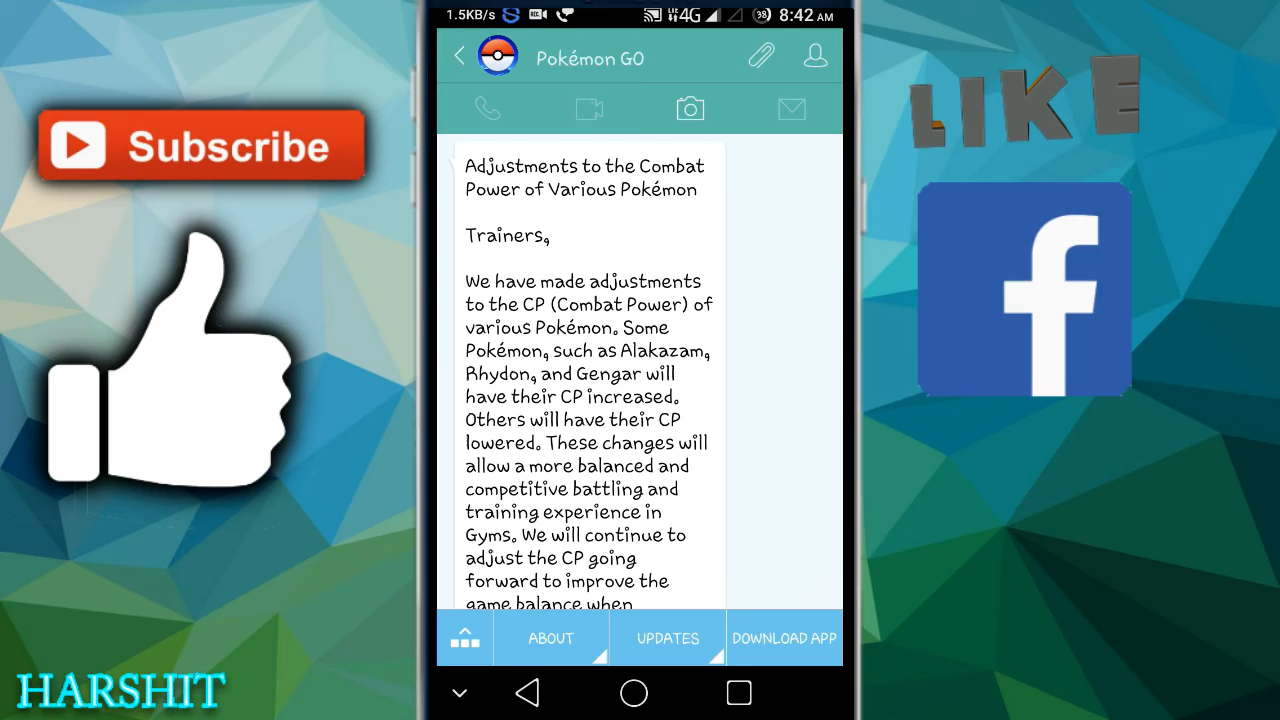 1.5KB/s
REC
LTE
4G
38
8:42 AM
Subscribe
LIKE
Pokémon GO
Adjustments to the Combat
Power of Various Pokémon
Trainers,
We have made adjustments
to the CP (Combat Power) of
various Pokémon. Some
Pokémon, such as Alakazam,
Rhydon, and Gengar will
have their CP increased.
Others will have their CP
lowered. These changes will
allow a more balanced and
competitive battling and
training experience in
Gyms. We will continue to
adjust the CP going
forward to improve the
game balance when
ABOUT
UPDATES
DOWNLOAD APP
HARSHIT